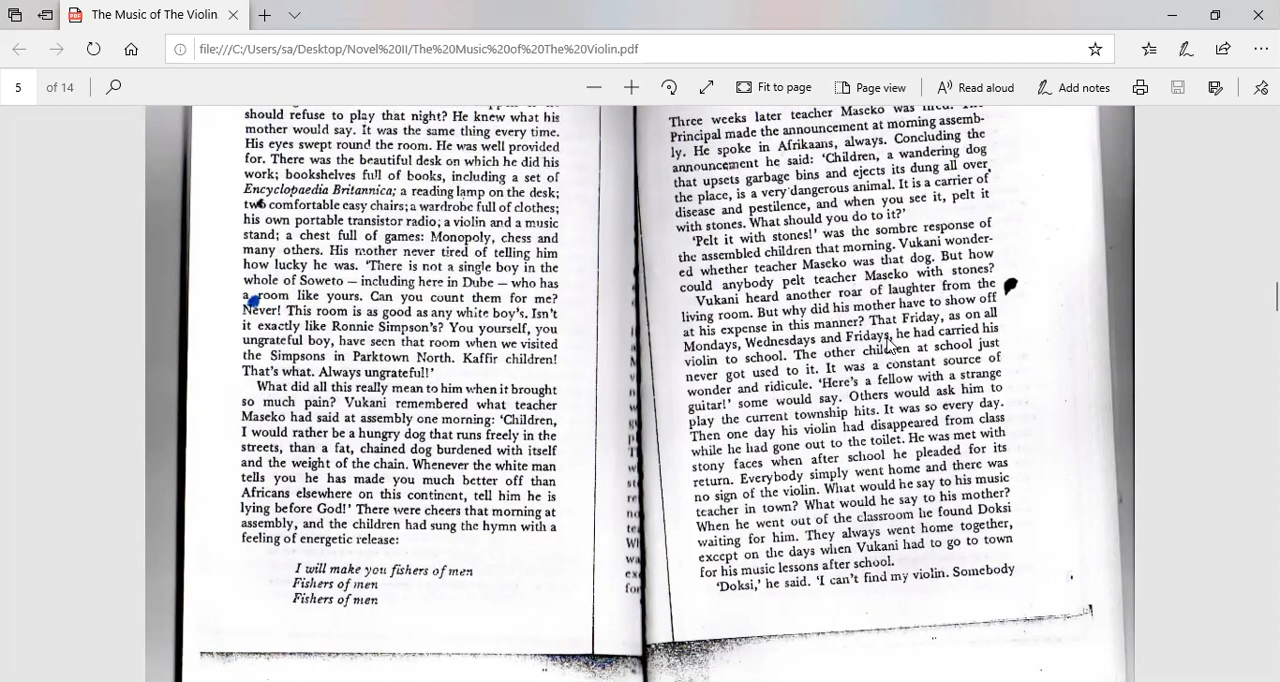 The Music of The Violin
file:///C:/Users/sa/Desktop/Novel%20II/The%20Music%20of%20The%20Violin.pdf
5 of 14
Fit to page
Page view
Read aloud
Add notes
should refuse to play that night? He knew what his
mother would say. It was the same thing every time.
His eyes swept round the room. He was well provided
for. There was the beautiful desk on which he did his
work; bookshelves full of books, including a set of
Encyclopaedia Britannica; a reading lamp on the desk;
two comfortable easy chairs; a wardrobe full of clothes;
his own portable transistor radio; a violin and a music
stand; a chest full of games: Monopoly, chess and
many others. His mother never tired of telling him
how lucky he was. 'There is not a single boy in the
whole of Soweto — including here in Dube — who has
a room like yours. Can you count them for me?
Never! This room is as good as any white boy's. Isn't
it exactly like Ronnie Simpson's? You yourself, you
ungrateful boy, have seen that room when we visited
the Simpsons in Parktown North. Kaffir children!
That's what. Always ungrateful!'
What did all this really mean to him when it brought
so much pain? Vukani remembered what teacher
Maseko had said at assembly one morning: 'Children,
I would rather be a hungry dog that runs freely in the
streets, than a fat, chained dog burdened with itself
and the weight of the chain. Whenever the white man
tells you he has made you much better off than
Africans elsewhere on this continent, tell him he is
lying before God!' There were cheers that morning at
assembly, and the children had sung the hymn with a
feeling of energetic release:
I will make you fishers of men
Fishers of men
Fishers of men
Three weeks later teacher Maseko was
Principal made the announcement at morning assemb-
ly. He spoke in Afrikaans, always. Concluding the
announcement he said: 'Children, a wandering dog
that upsets garbage bins and ejects its dung all over
the place, is a very dangerous animal. It is a carrier of
disease and pestilence, and when you see it, pelt it
with stones. What should you do to it?'
'Pelt it with stones!' was the sombre response of
the assembled children that morning. Vukani wonder-
ed whether teacher Maseko was that dog. But how
could anybody pelt teacher Maseko with stones?
Vukani heard another roar of laughter from the
living room. But why did his mother have to show off
at his expense in this manner? That Friday, as on all
Mondays, Wednesdays and Fridays, he had carried his
violin to school. The other children at school just
never got used to it. It was a constant source of
wonder and ridicule. 'Here's a fellow with a strange
guitar!' some would say. Others would ask him to
play the current township hits. It was so every day.
Then one day his violin had disappeared from class
while he had gone out to the toilet. He was met with
stony faces when after school he pleaded for its
return. Everybody simply went home and there was
no sign of the violin. What would he say to his music
teacher in town? What would he say to his mother?
When he went out of the classroom he found Doksi
waiting for him. They always went home together,
except on the days when Vukani had to go to town
for his music lessons after school.
'Doksi,' he said. 'I can't find my violin. Somebody